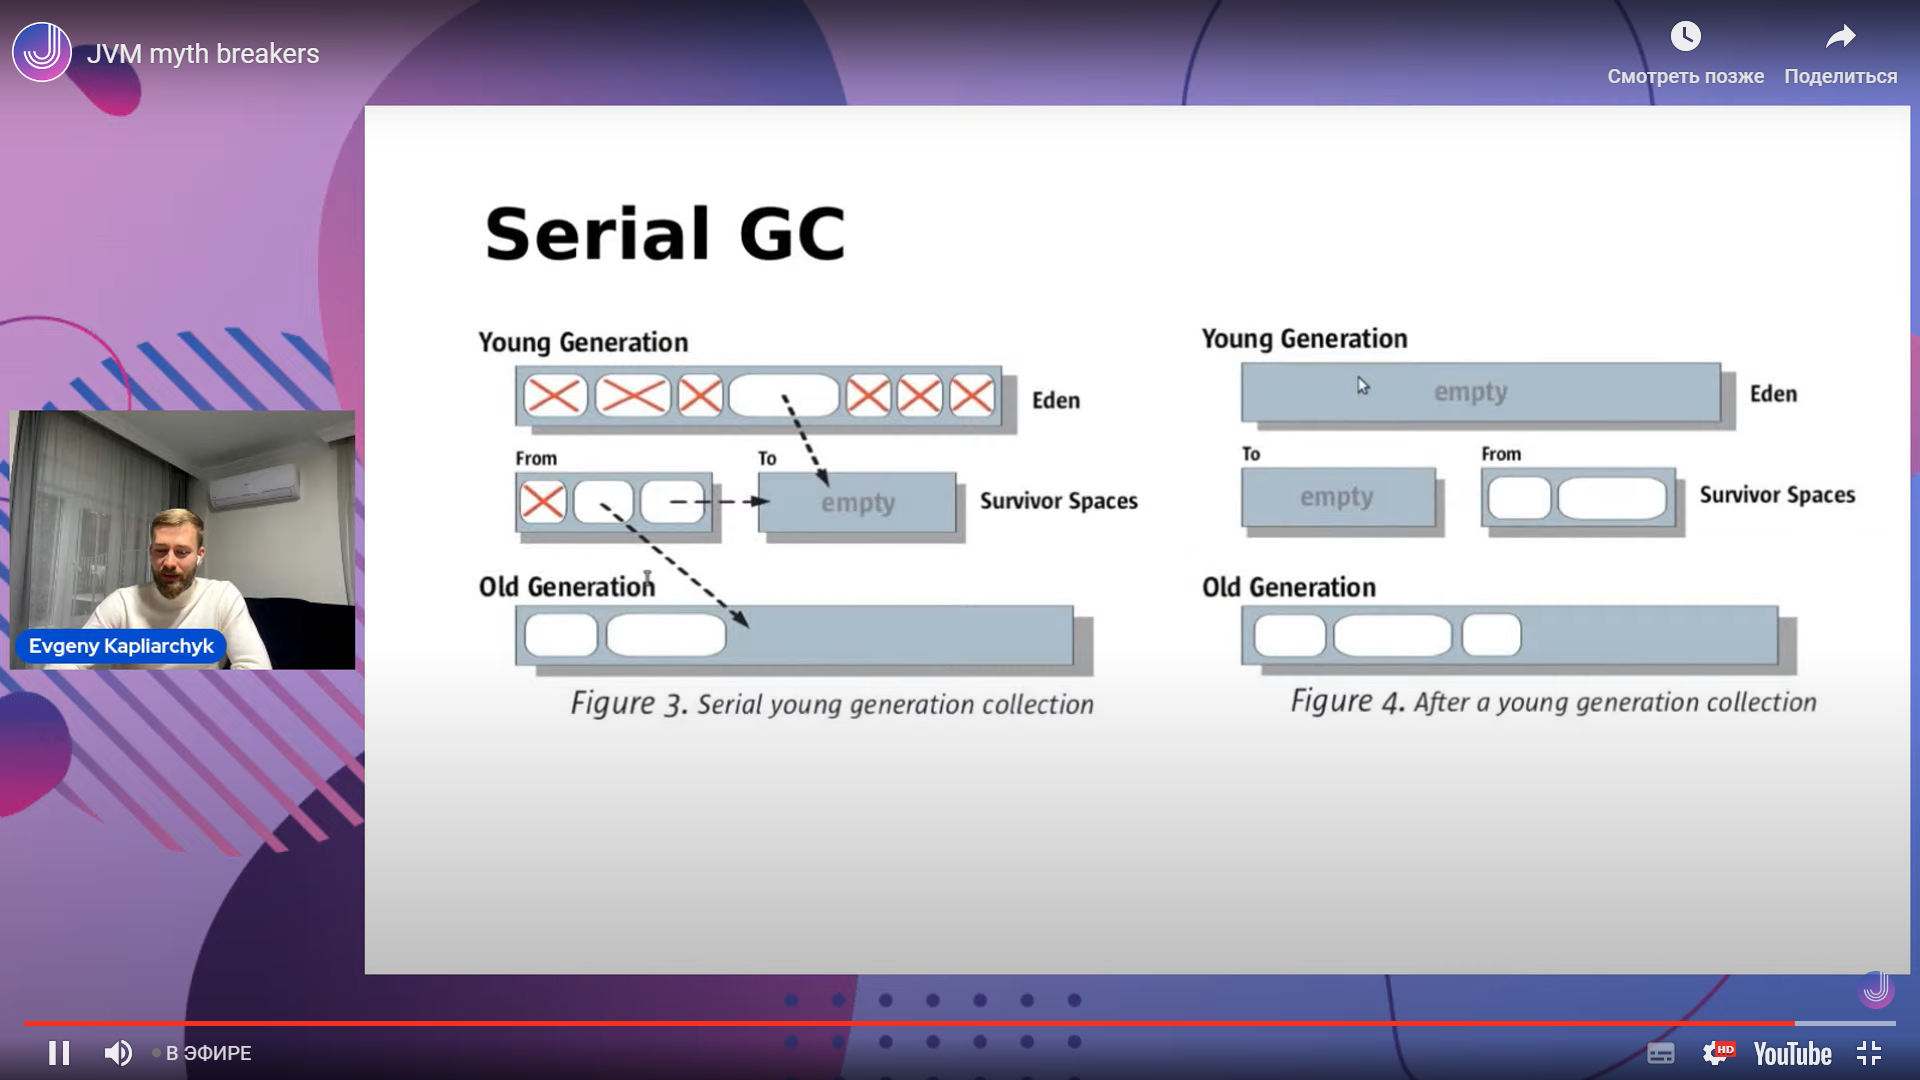 JVM myth breakers
Смотреть позже
Поделиться
Serial GC
Young Generation
Eden
From
To
empty
Survivor Spaces
Old Generation
Figure 3. Serial young generation collection
Young Generation
empty
Eden
To
From
empty
Survivor Spaces
Old Generation
Figure 4. After a young generation collection
Evgeny Kapliarchyk
В ЭФИРЕ
HD
YouTube